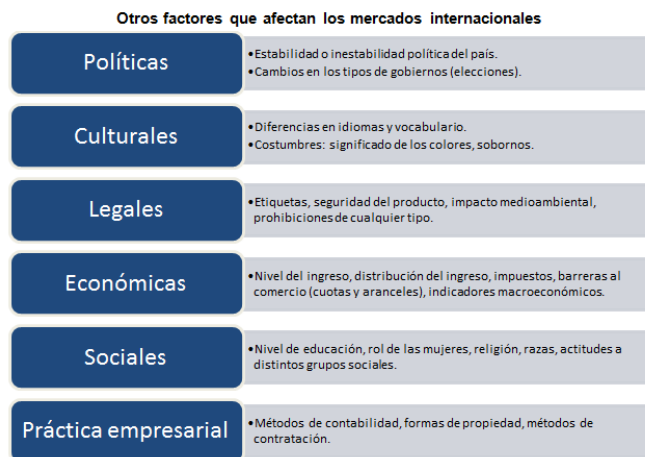 Otros factores que afectan los mercados internacionales
Políticas
•Estabilidad o inestabilidad política del país.
•Cambios en los tipos de gobiernos (elecciones).
Culturales
•Diferencias en idiomas y vocabulario.
•Costumbres: significado de los colores, sobornos.
Legales
•Etiquetas, seguridad del producto, impacto medioambiental,
prohibiciones de cualquier tipo.
Económicas
•Nivel del ingreso, distribución del ingreso, impuestos, barreras al
comercio (cuotas y aranceles), indicadores macroeconómicos.
Sociales
•Nivel de educación, rol de las mujeres, religión, razas, actitudes a
distintos grupos sociales.
Práctica empresarial
•Métodos de contabilidad, formas de propiedad, métodos de
contratación.